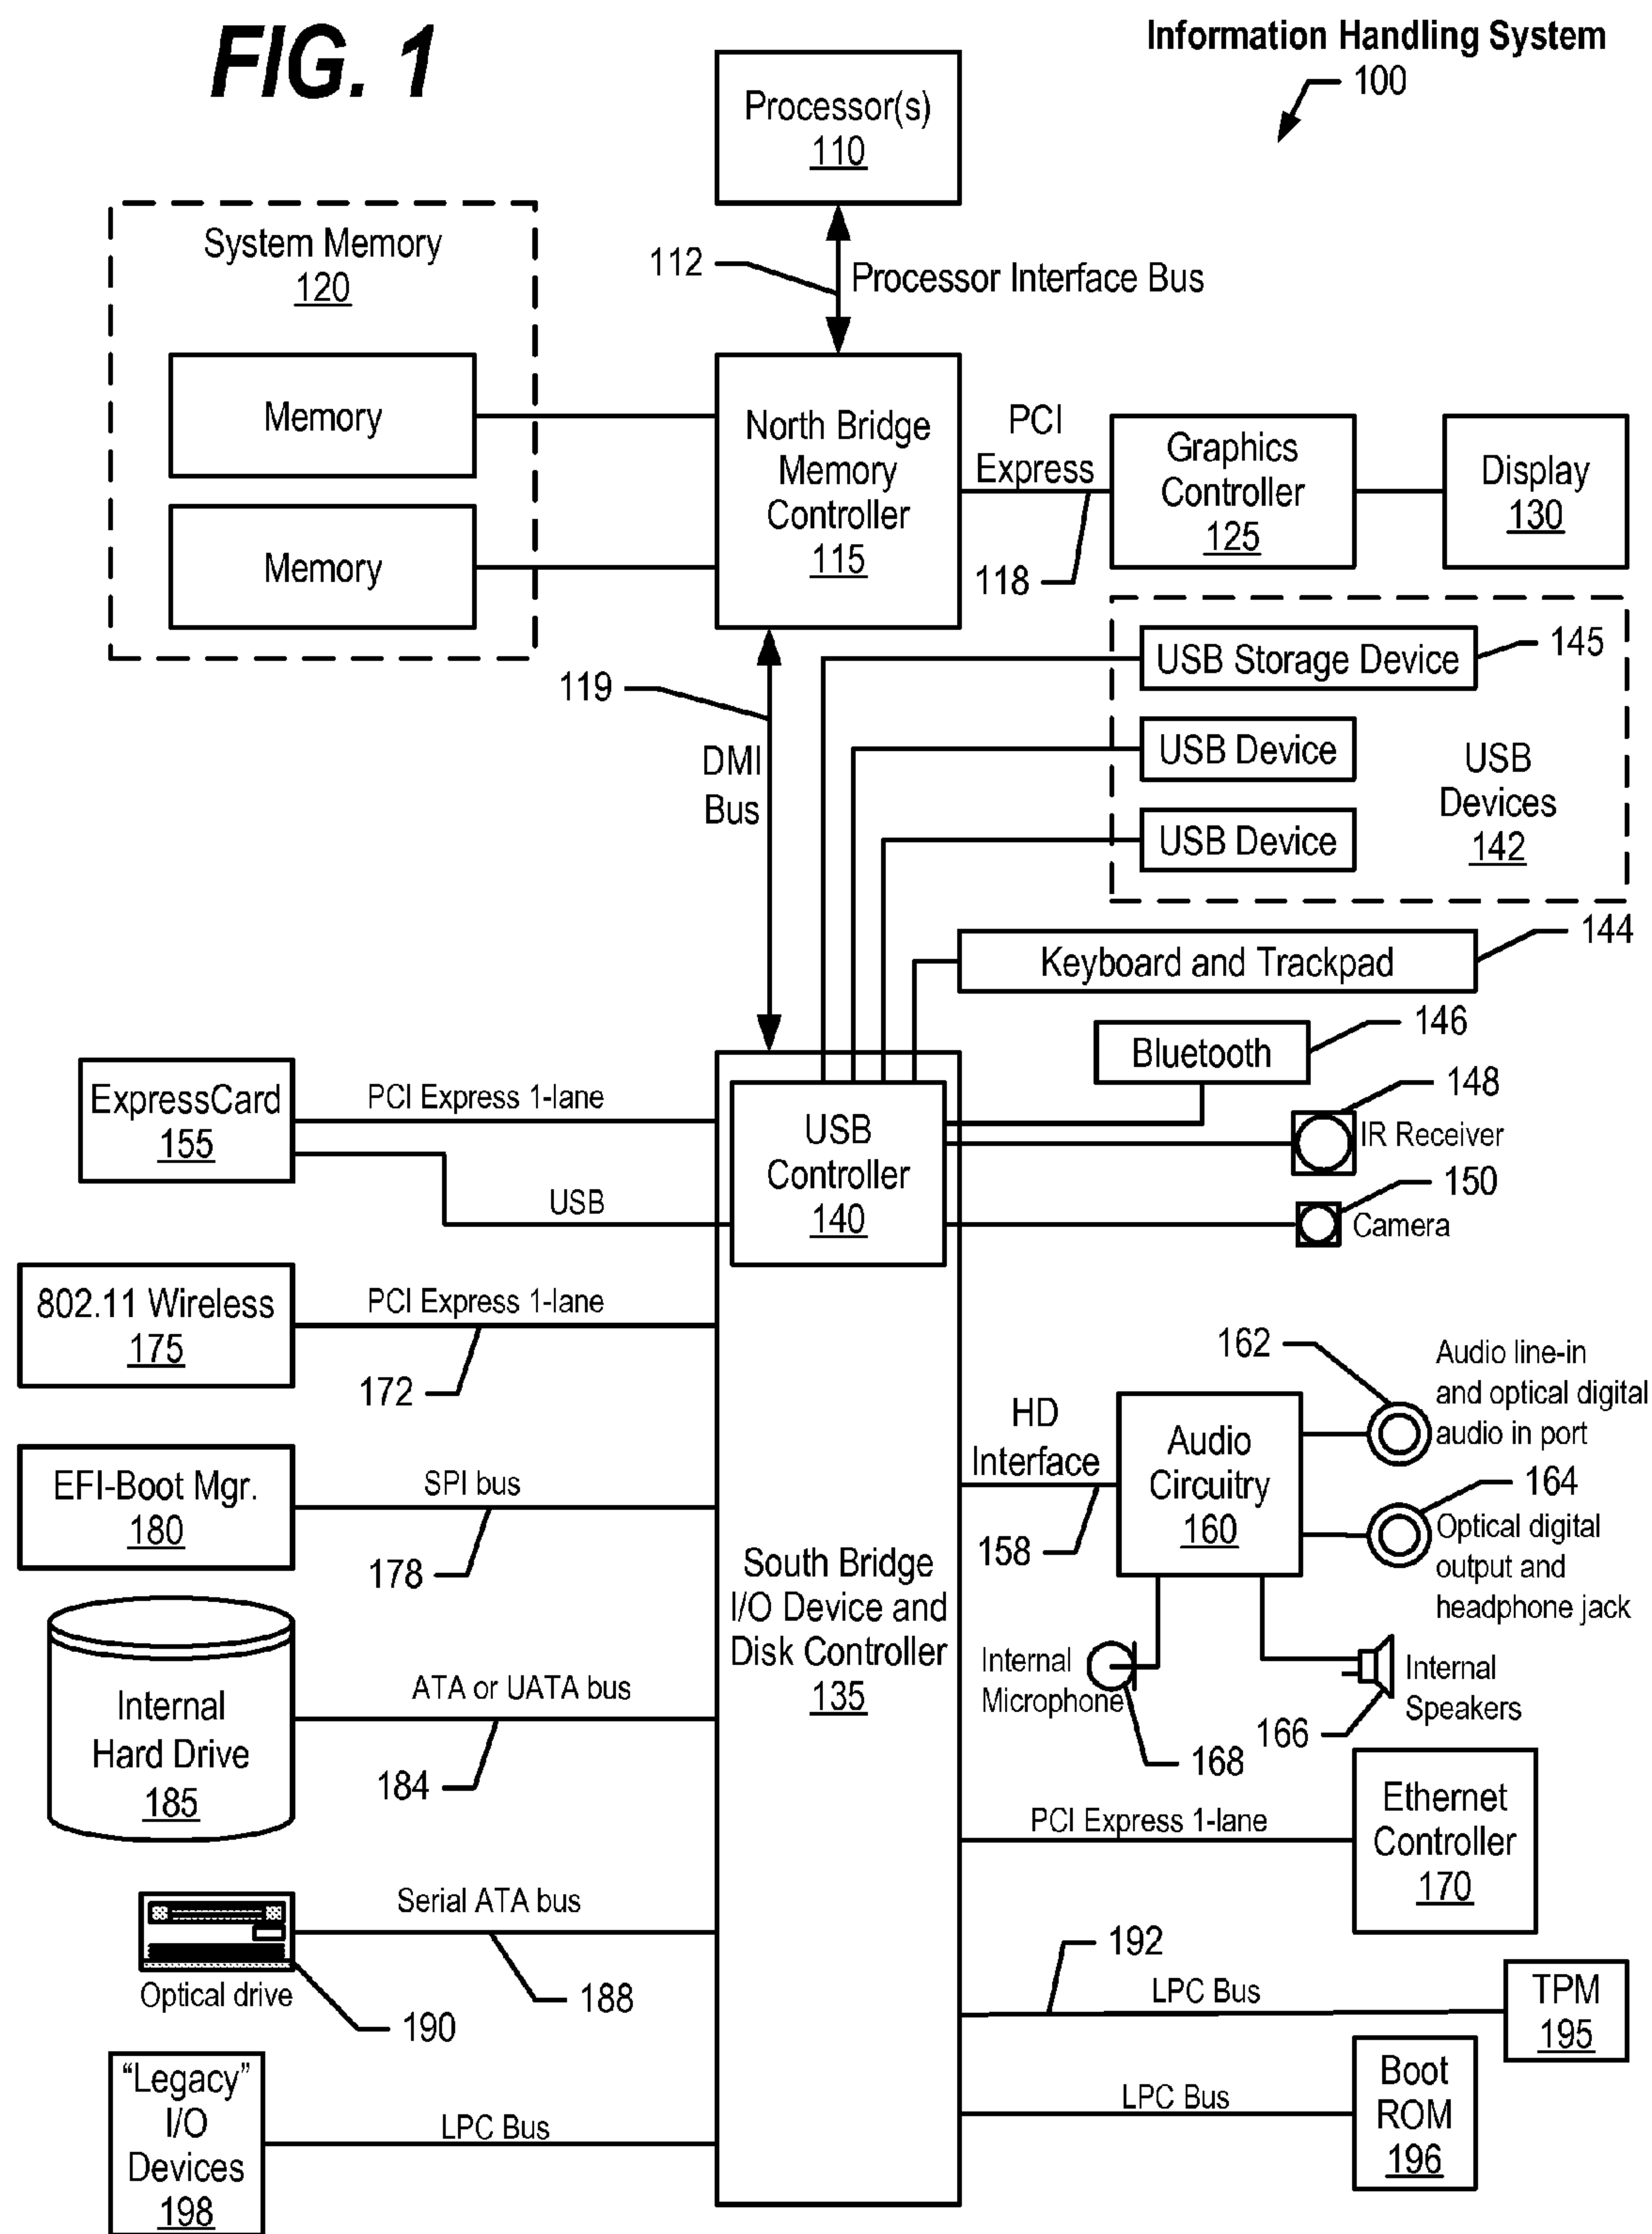 FIG. 1
Information Handling System
100
Processor(s)
110
System Memory
120
112
Processor Interface Bus
Memory
Memory
North Bridge
Memory
Controller
115
PCI
Express
118
Graphics
Controller
125
Display
130
119
DMI
Bus
USB Storage Device
145
USB Device
USB Device
USB
Devices
142
Keyboard and Trackpad
144
Bluetooth
146
148
IR Receiver
150
Camera
ExpressCard
155
PCI Express 1-lane
USB
USB
Controller
140
802.11 Wireless
175
PCI Express 1-lane
172
162
Audio line-in
and optical digital
audio in port
HD
Interface
158
Audio
Circuitry
160
164
Optical digital
output and
headphone jack
EFI-Boot Mgr.
180
SPI bus
178
South Bridge
I/O Device and
Disk Controller
135
Internal
Microphone
168
166
Internal
Speakers
Internal
Hard Drive
185
ATA or UATA bus
184
PCI Express 1-lane
Ethernet
Controller
170
Serial ATA bus
188
Optical drive
190
192
LPC Bus
TPM
195
“Legacy”
I/O
Devices
198
LPC Bus
LPC Bus
Boot
ROM
196